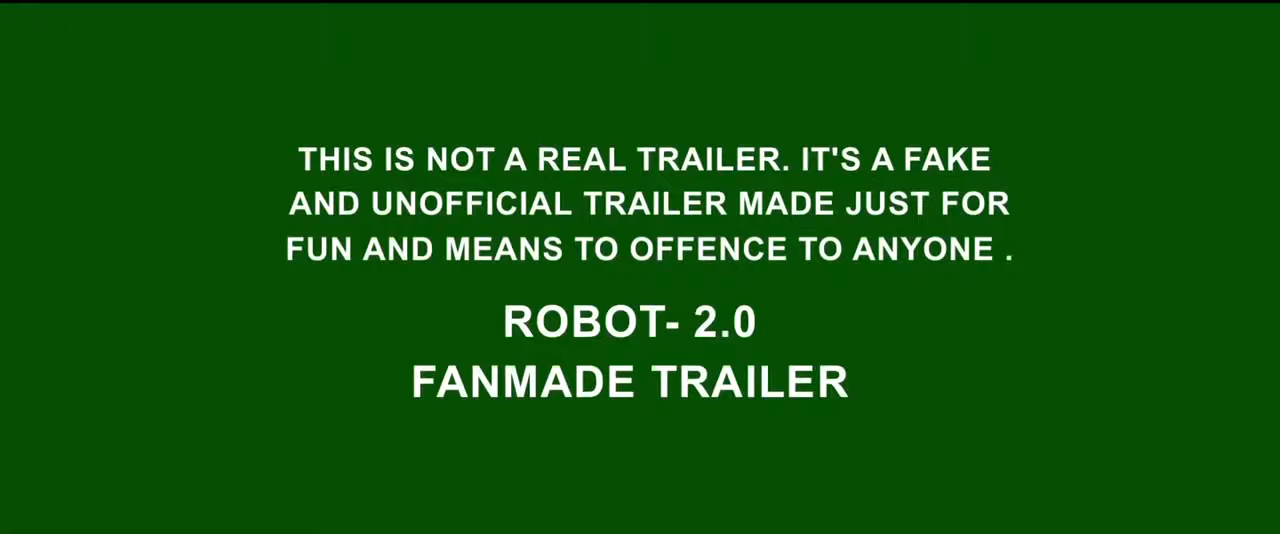 THIS IS NOT A REAL TRAILER. IT'S A FAKE
AND UNOFFICIAL TRAILER MADE JUST FOR
FUN AND MEANS TO OFFENCE TO ANYONE .
ROBOT- 2.0
FANMADE TRAILER